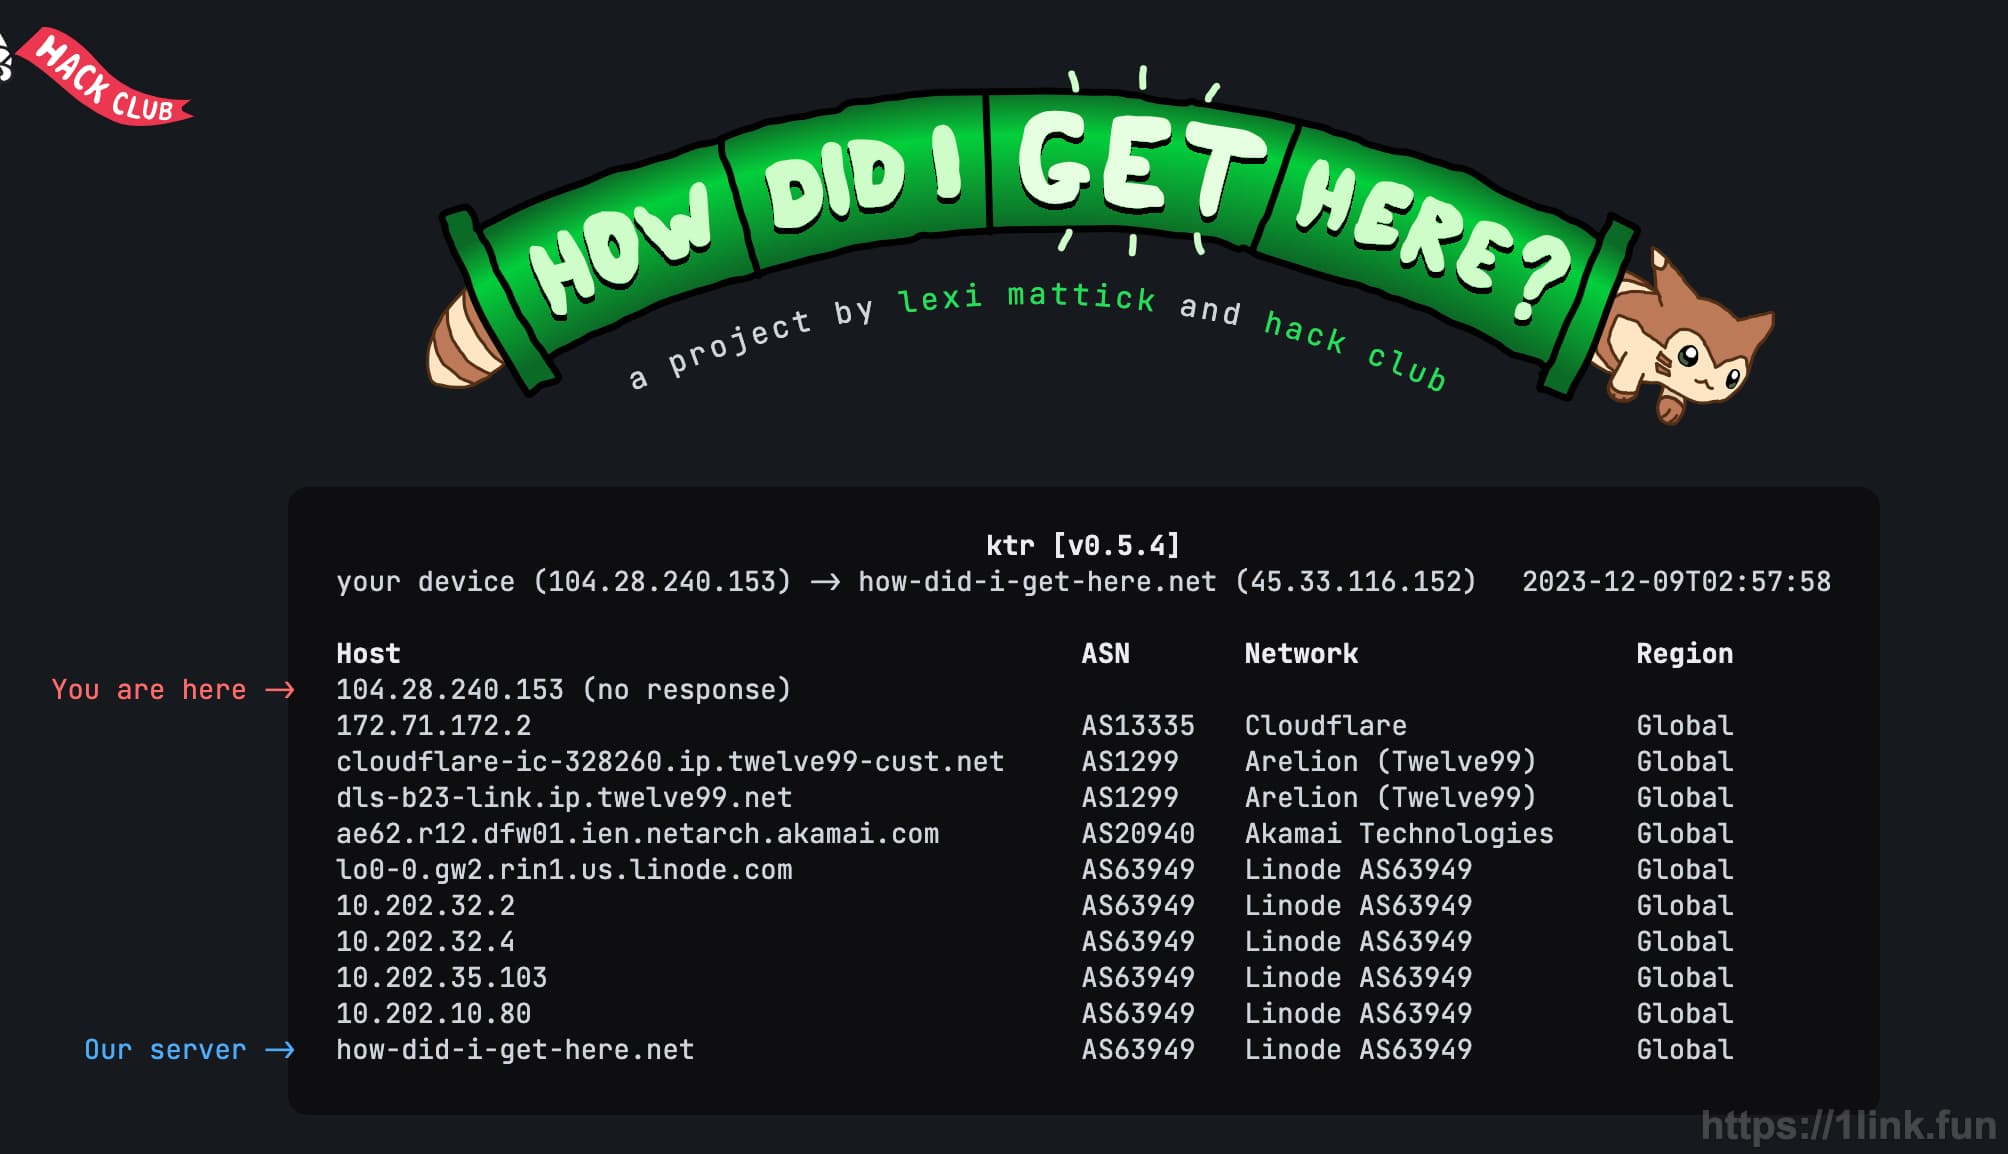 HACK CLUB
HOW DID I GET HERE?
a project by lexi mattick and hack club
ktr [v0.5.4]
your device (104.28.240.153) → how-did-i-get-here.net (45.33.116.152) 2023-12-09T02:57:58
Host ASN Network Region
You are here → 104.28.240.153 (no response)
172.71.172.2 AS13335 Cloudflare Global
cloudflare-ic-328260.ip.twelve99-cust.net AS1299 Arelion (Twelve99) Global
dls-b23-link.ip.twelve99.net AS1299 Arelion (Twelve99) Global
ae62.r12.dfw01.ien.netarch.akamai.com AS20940 Akamai Technologies Global
lo0-0.gw2.rin1.us.linode.com AS63949 Linode AS63949 Global
10.202.32.2 AS63949 Linode AS63949 Global
10.202.32.4 AS63949 Linode AS63949 Global
10.202.35.103 AS63949 Linode AS63949 Global
10.202.10.80 AS63949 Linode AS63949 Global
Our server → how-did-i-get-here.net AS63949 Linode AS63949 Global
https://1link.fun